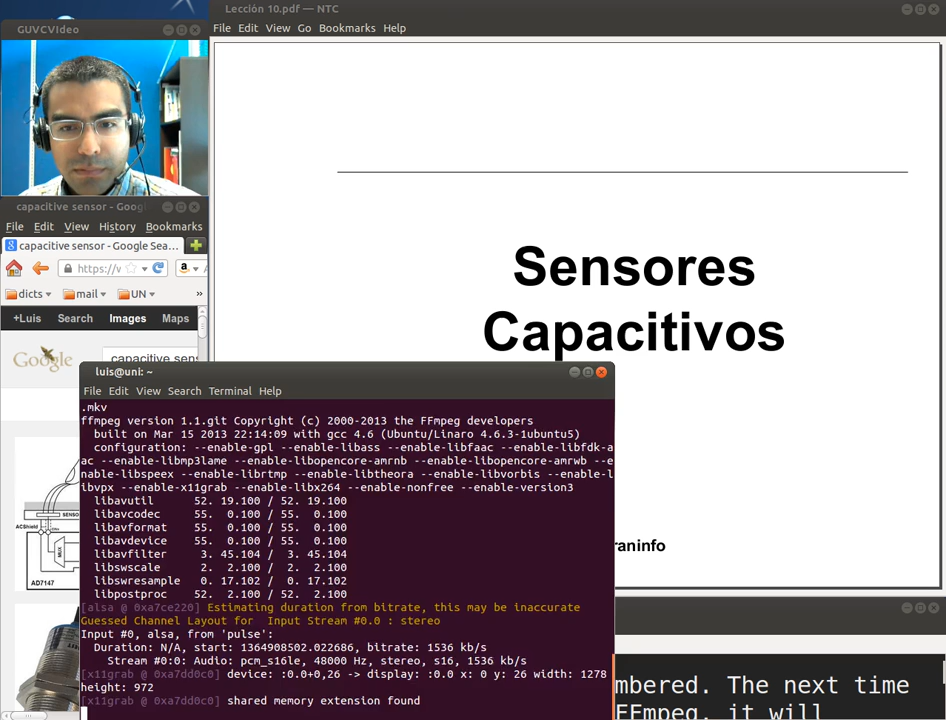 Lección 10.pdf — NTC
File Edit View Go Bookmarks Help
GUVCVIdeo
Sensores
Capacitivos
raninfo
capacitive sensor - Goog
File Edit View History Bookmarks
capacitive sensor - Google Sea...
https://v
a
dicts mail UN »
+Luis Search Images Maps
Google
capacitive sens
ACShield
SENSO
MUX
AD7147
luis@uni: ~
File Edit View Search Terminal Help
.mkv
ffmpeg version 1.1.git Copyright (c) 2000-2013 the FFmpeg developers
built on Mar 15 2013 22:14:09 with gcc 4.6 (Ubuntu/Linaro 4.6.3-1ubuntu5)
configuration: --enable-gpl --enable-libass --enable-libfaac --enable-libfdk-a
ac --enable-libmp3lame --enable-libopencore-amrnb --enable-libopencore-amrwb --e
nable-libspeex --enable-librtmp --enable-libtheora --enable-libvorbis --enable-l
ibvpx --enable-x11grab --enable-libx264 --enable-nonfree --enable-version3
libavutil 52. 19.100 / 52. 19.100
libavcodec 55. 0.100 / 55. 0.100
libavformat 55. 0.100 / 55. 0.100
libavdevice 55. 0.100 / 55. 0.100
libavfilter 3. 45.104 / 3. 45.104
libswscale 2. 2.100 / 2. 2.100
libswresample 0. 17.102 / 0. 17.102
libpostproc 52. 2.100 / 52. 2.100
[alsa @ 0xa7ce220] Estimating duration from bitrate, this may be inaccurate
Guessed Channel Layout for Input Stream #0.0 : stereo
Input #0, alsa, from 'pulse':
Duration: N/A, start: 1364908502.022686, bitrate: 1536 kb/s
Stream #0:0: Audio: pcm_s16le, 48000 Hz, stereo, s16, 1536 kb/s
[x11grab @ 0xa7dd0c0] device: :0.0+0,26 -> display: :0.0 x: 0 y: 26 width: 1278
height: 972
[x11grab @ 0xa7dd0c0] shared memory extension found
mbered. The next time
FFmpeg, it will